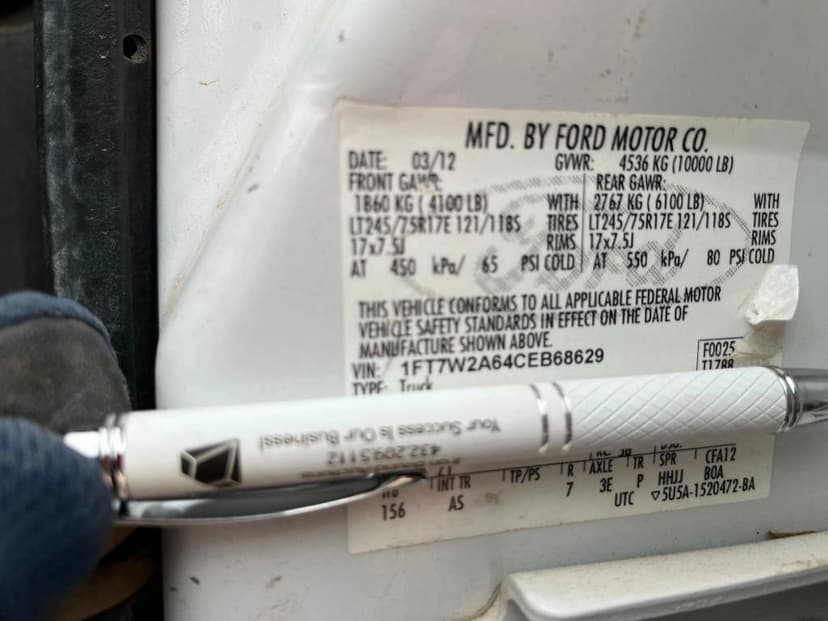 MFD. BY FORD MOTOR CO.
DATE: 03/12 GVWR: 4536 KG (10000 LB)
FRONT GAWR: REAR GAWR:
1860 KG ( 4100 LB) WITH 2767 KG ( 6100 LB) WITH
LT245/75R17E 121/118S TIRES LT245/75R17E 121/118S TIRES
17x7.5J RIMS 17x7.5J RIMS
AT 450 kPa/ 65 PSI COLD AT 550 kPa/ 80 PSI COLD
THIS VEHICLE CONFORMS TO ALL APPLICABLE FEDERAL MOTOR
VEHICLE SAFETY STANDARDS IN EFFECT ON THE DATE OF
MANUFACTURE SHOWN ABOVE.
VIN: 1FT7W2A64CEB68629 F0025
TYPE: Truck T1788
Your Success Is Our Business!
432.209.5112
INT TR TP/PS R AXLE TR SPR CFA12
156 AS 7 3E P HHJJ BOA
UTC ▽5U5A-1520472-BA